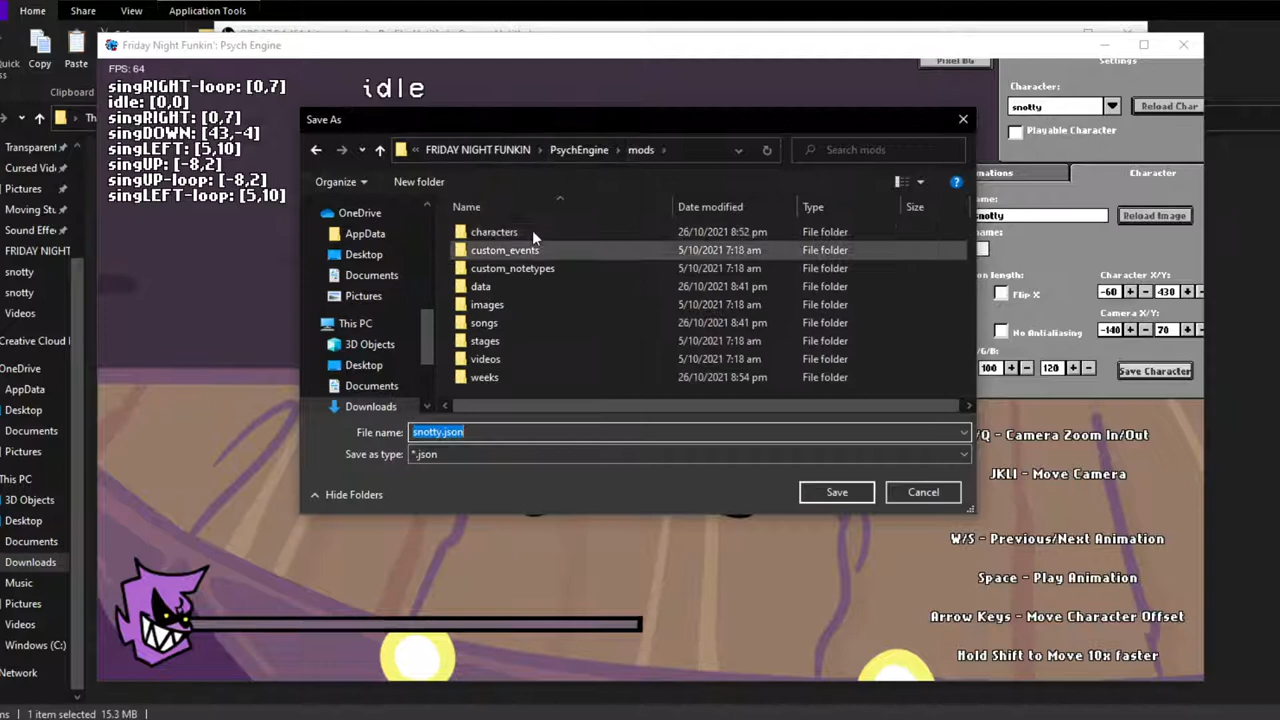 Home Share View Application Tools
Copy
Paste
Clipboard
Friday Night Funkin': Psych Engine
FPS: 64
singRIGHT-loop: [0,7]
idle: [0,0]
singRIGHT: [0,7]
singDOWN: [43,-4]
singLEFT: [5,10]
singUP: [-8,2]
singUP-loop: [-8,2]
singLEFT-loop: [5,10]
idle
Pixel BG
Settings
Character:
snotty
Reload Char
Playable Character
Character
snotty
Reload Image
Flip X
Character X/Y:
-60 + - 430 + -
No Antialiasing
Camera X/Y:
-140 + - 70 + -
/G/B:
100 + - 120 + -
Save Character
/Q - Camera Zoom In/Out
JKLI - Move Camera
W/S - Previous/Next Animation
Space - Play Animation
Arrow Keys - Move Character Offset
Hold Shift to Move 10x faster
Save As
« FRIDAY NIGHT FUNKIN › PsychEngine › mods ›
Search mods
Organize
New folder
OneDrive
AppData
Desktop
Documents
Pictures
This PC
3D Objects
Desktop
Documents
Downloads
Name Date modified Type Size
characters 26/10/2021 8:52 pm File folder
custom_events 5/10/2021 7:18 am File folder
custom_notetypes 5/10/2021 7:18 am File folder
data 26/10/2021 8:41 pm File folder
images 5/10/2021 7:18 am File folder
songs 26/10/2021 8:41 pm File folder
stages 5/10/2021 7:18 am File folder
videos 5/10/2021 7:18 am File folder
weeks 26/10/2021 8:54 pm File folder
File name: snotty.json
Save as type: *.json
Hide Folders
Save
Cancel
Transparent
Cursed Video
Pictures
Moving Stu
Sound Effe
FRIDAY NIGHT
snotty
snotty
Videos
Creative Cloud
OneDrive
AppData
Desktop
Documents
Pictures
This PC
3D Objects
Desktop
Documents
Downloads
Music
Pictures
Videos
Windows (C:)
Network
1 item selected 15.3 MB